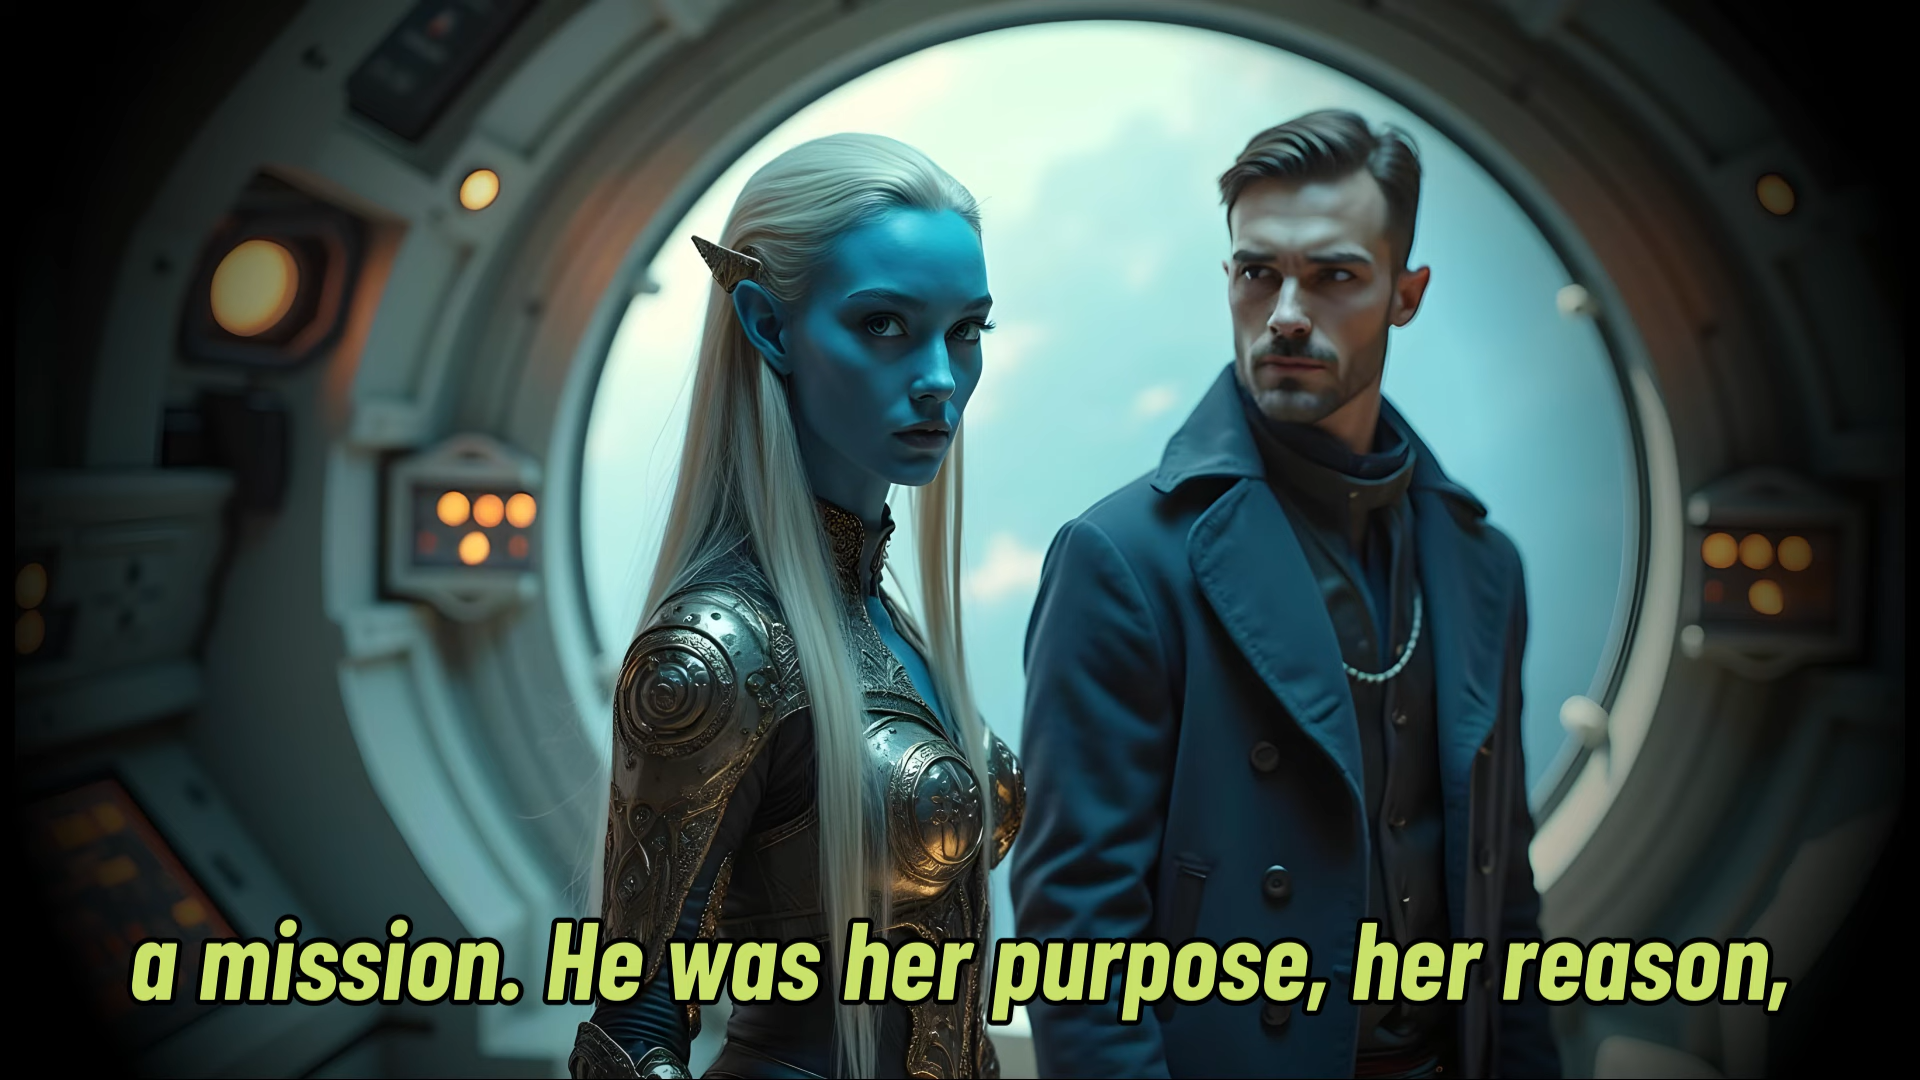 a mission. He was her purpose, her reason,